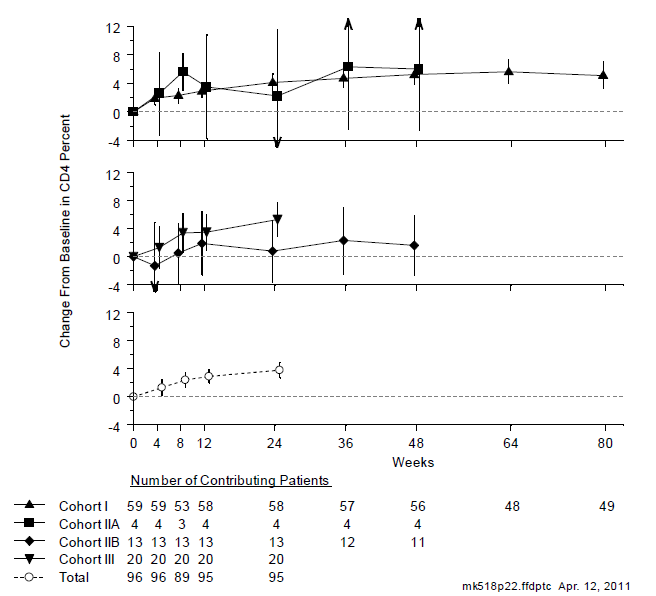 12
8
4
0
-4
12
8
4
0
-4
12
8
4
0
-4
Change From Baseline in CD4 Percent
0 4 8 12 24 36 48 64 80
Weeks
Number of Contributing Patients
Cohort I 59 59 53 58 58 57 56 48 49
Cohort IIA 4 4 3 4 4 4 4
Cohort IIB 13 13 13 13 13 12 11
Cohort III 20 20 20 20 20
Total 96 96 89 95 95
mk518p22.ffdptc Apr. 12, 2011